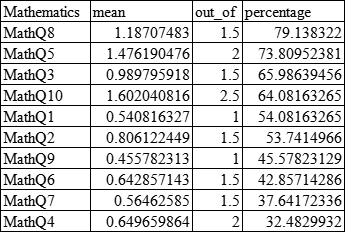 Mathematics mean out_of percentage
MathQ8 1.18707483 1.5 79.138322
MathQ5 1.476190476 2 73.80952381
MathQ3 0.989795918 1.5 65.98639456
MathQ10 1.602040816 2.5 64.08163265
MathQ1 0.540816327 1 54.08163265
MathQ2 0.806122449 1.5 53.7414966
MathQ9 0.455782313 1 45.57823129
MathQ6 0.642857143 1.5 42.85714286
MathQ7 0.56462585 1.5 37.64172336
MathQ4 0.649659864 2 32.4829932